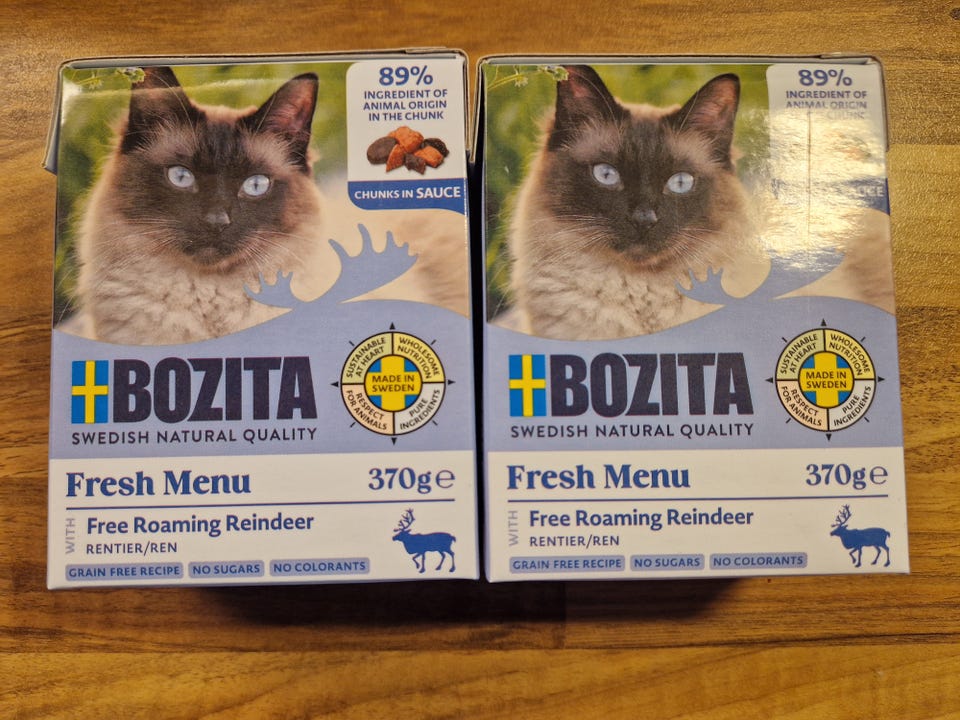 89%
INGREDIENT OF
ANIMAL ORIGIN
IN THE CHUNK
CHUNKS IN SAUCE
BOZITA
SWEDISH NATURAL QUALITY
SUSTAINABLE
AT HEART
WHOLESOME
NUTRITION
MADE IN
SWEDEN
RESPECT
FOR ANIMALS
PURE
INGREDIENTS
Fresh Menu
370g e
WITH
Free Roaming Reindeer
RENTIER/REN
GRAIN FREE RECIPE
NO SUGARS
NO COLORANTS
89%
INGREDIENT OF
ANIMAL ORIGIN
IN THE CHUNK
SAUCE
BOZITA
SWEDISH NATURAL QUALITY
SUSTAINABLE
AT HEART
WHOLESOME
NUTRITION
MADE IN
SWEDEN
RESPECT
FOR ANIMALS
PURE
INGREDIENTS
Fresh Menu
370g e
WITH
Free Roaming Reindeer
RENTIER/REN
GRAIN FREE RECIPE
NO SUGARS
NO COLORANTS